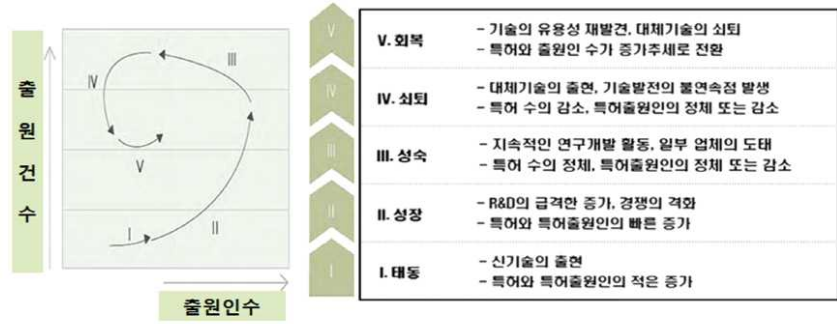 출
원
건
수
I
II
III
IV
V
출원인수
V
IV
III
II
I
V. 회복
- 기술의 유용성 재발견, 대체기술의 쇠퇴
- 특허와 출원인 수가 증가추세로 전환
IV. 쇠퇴
- 대체기술의 출현, 기술발전의 불연속점 발생
- 특허 수의 감소, 특허출원인의 정체 또는 감소
III. 성숙
- 지속적인 연구개발 활동, 일부 업체의 도태
- 특허 수의 정체, 특허출원인의 정체 또는 감소
II. 성장
- R&D의 급격한 증가, 경쟁의 격화
- 특허와 특허출원인의 빠른 증가
I. 태동
- 신기술의 출현
- 특허와 특허출원인의 적은 증가